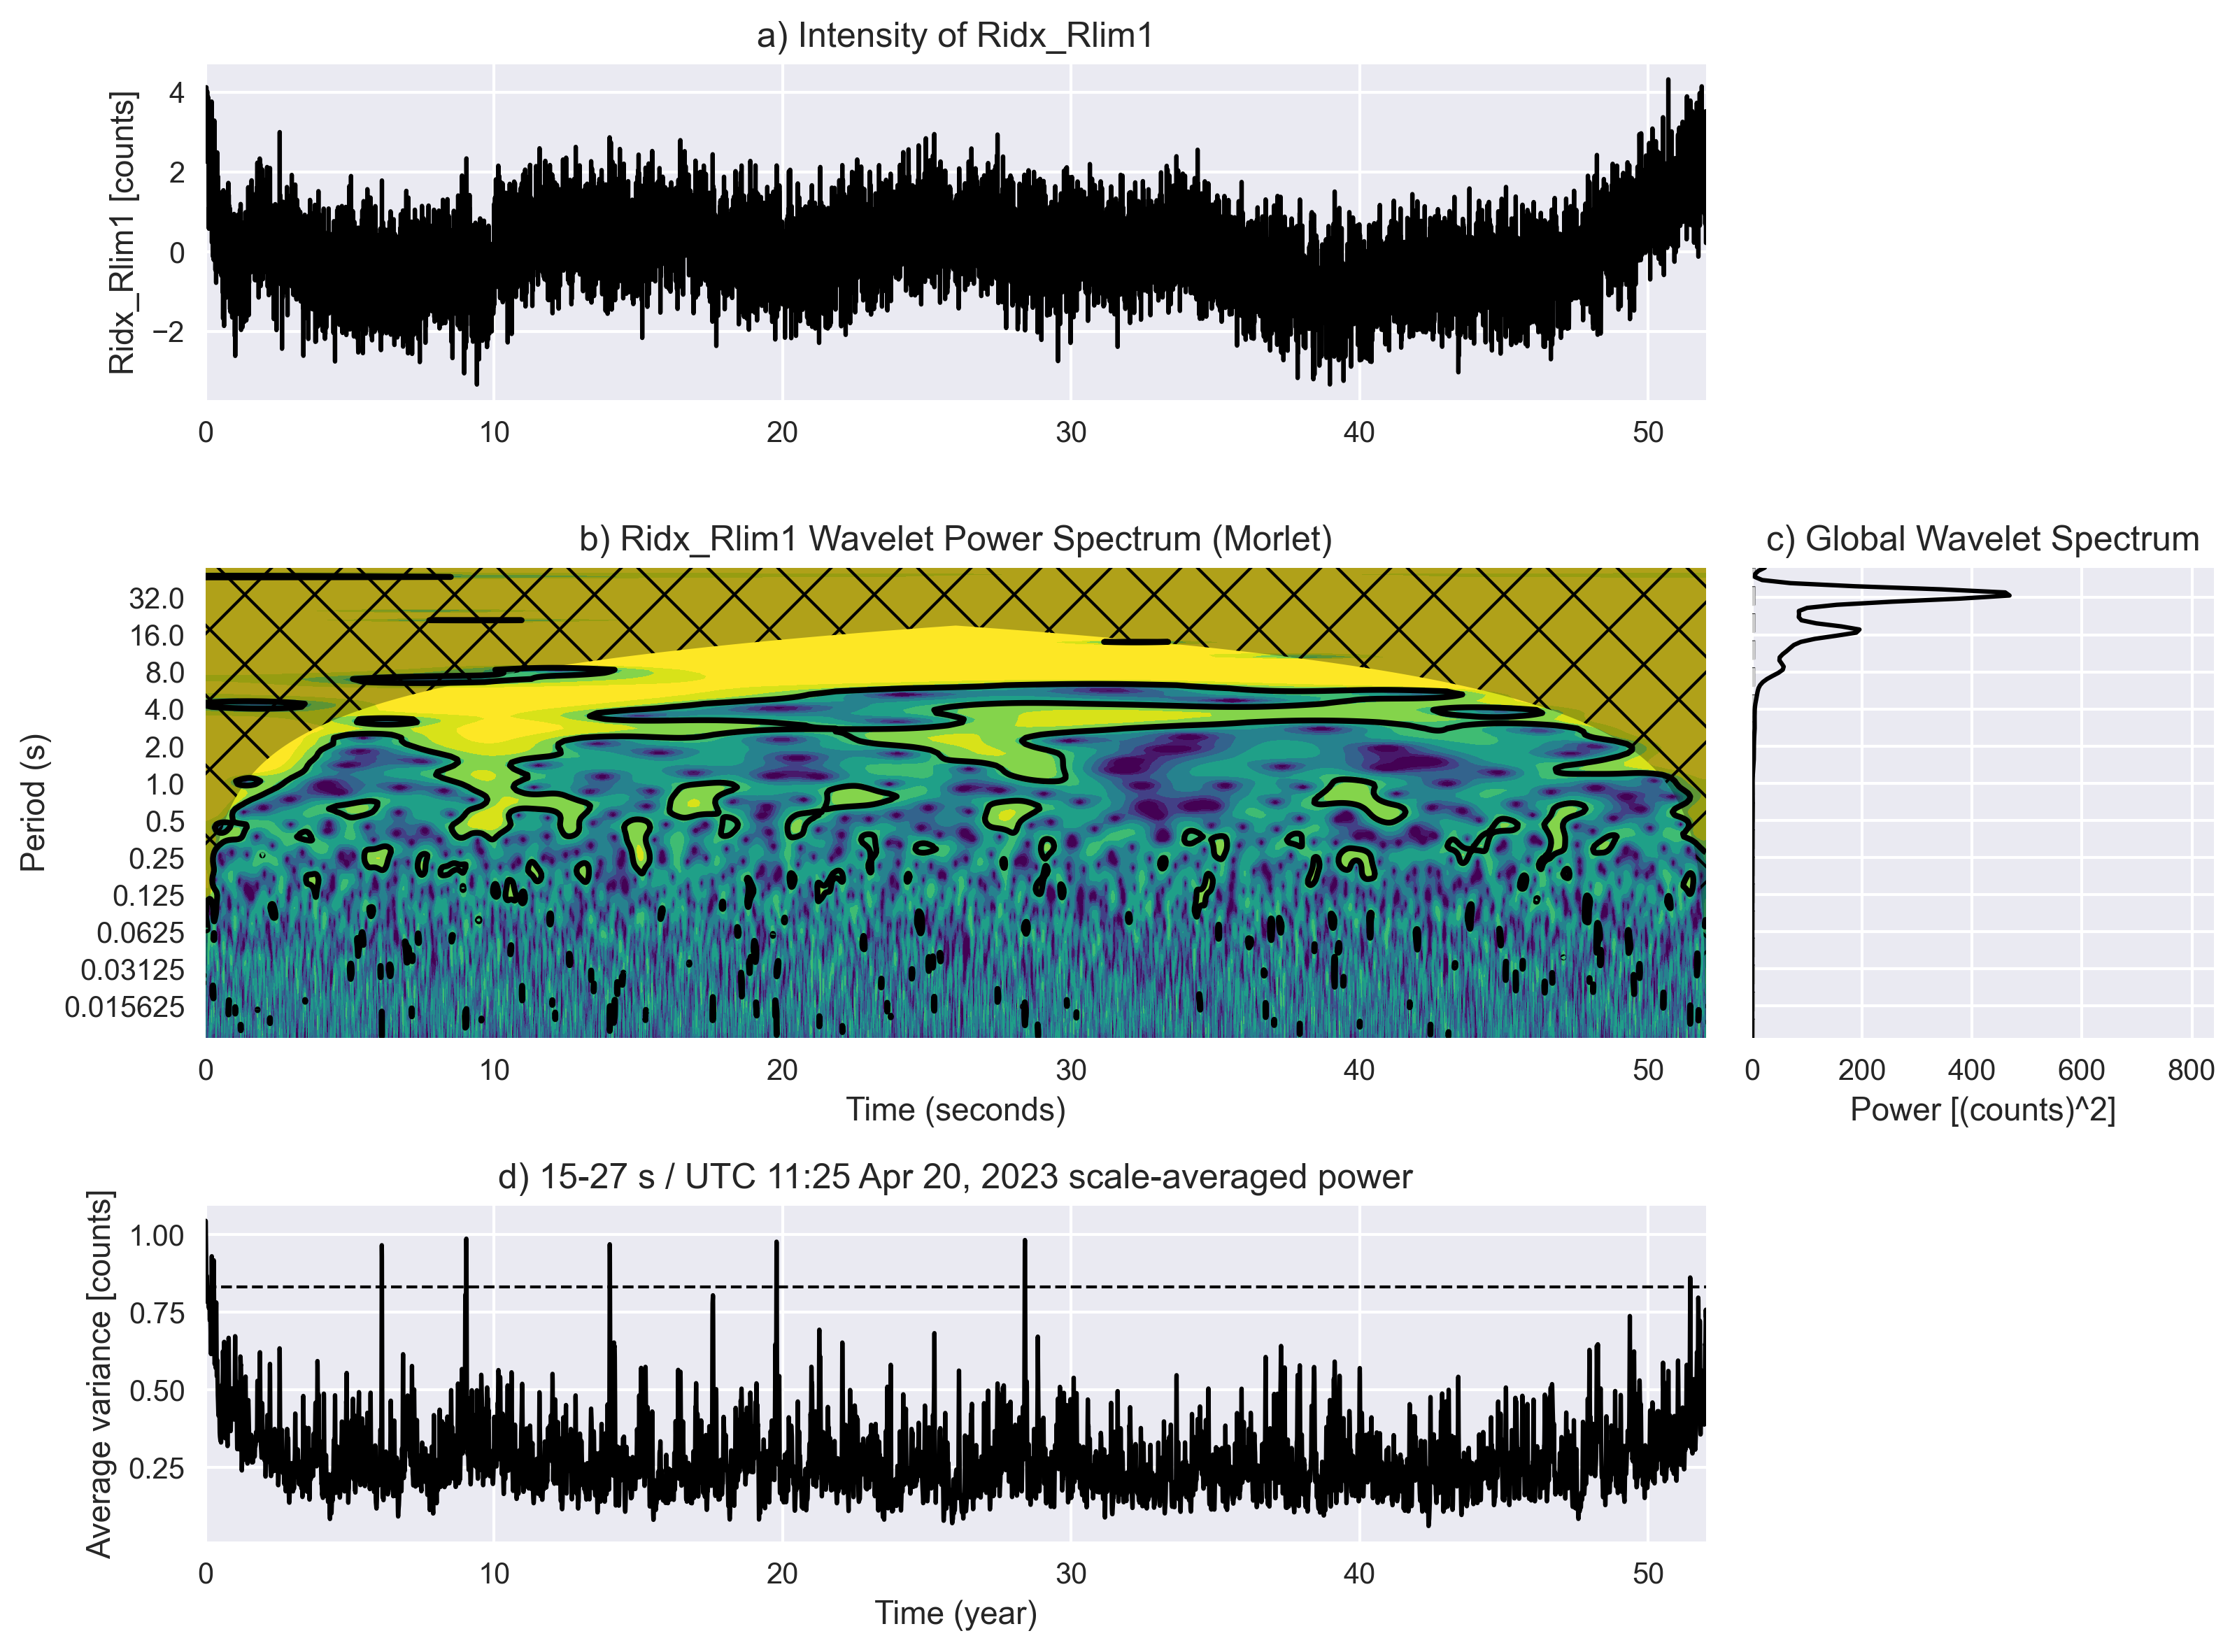 a) Intensity of Ridx_Rlim1
Ridx_Rlim1 [counts]
4
2
0
−2
0 10 20 30 40 50
b) Ridx_Rlim1 Wavelet Power Spectrum (Morlet)
Period (s)
32.0
16.0
8.0
4.0
2.0
1.0
0.5
0.25
0.125
0.0625
0.03125
0.015625
0 10 20 30 40 50
Time (seconds)
c) Global Wavelet Spectrum
0 200 400 600 800
Power [(counts)^2]
d) 15-27 s / UTC 11:25 Apr 20, 2023 scale-averaged power
Average variance [counts]
1.00
0.75
0.50
0.25
0 10 20 30 40 50
Time (year)